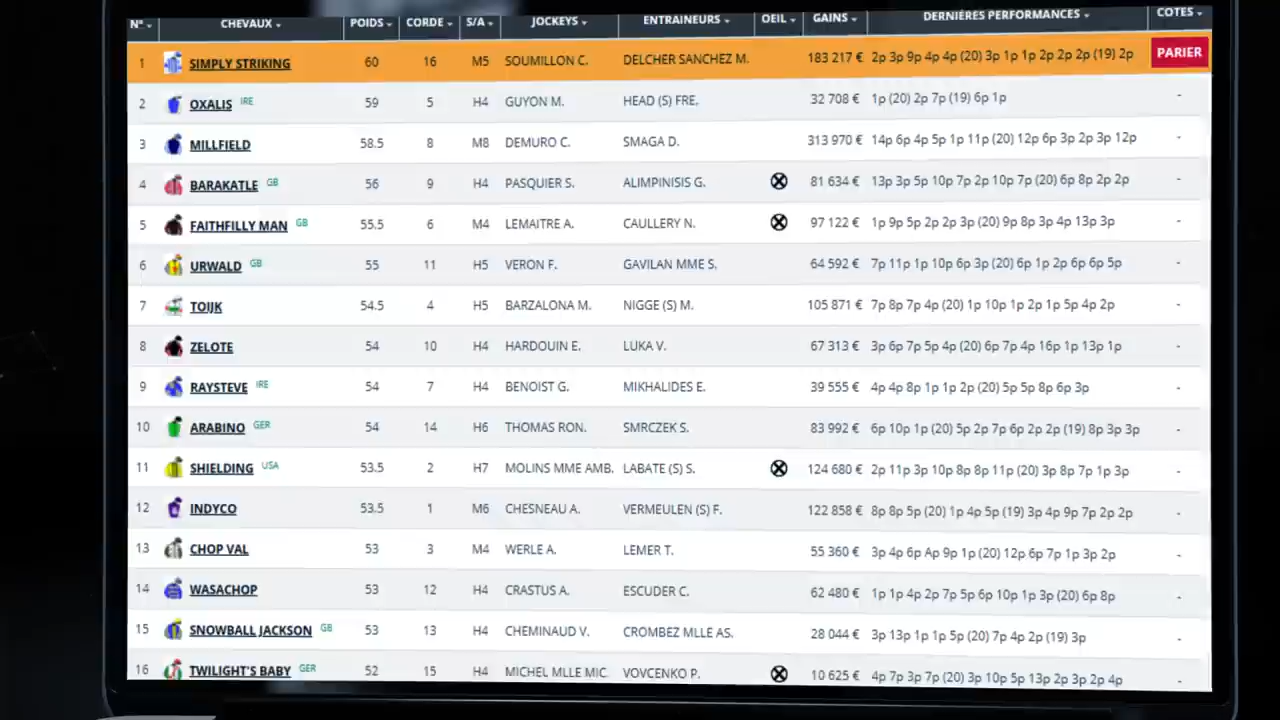 N° CHEVAUX POIDS CORDE S/A JOCKEYS ENTRAINEURS OEIL GAINS DERNIÈRES PERFORMANCES COTES
1 SIMPLY STRIKING 60 16 M5 SOUMILLON C. DELCHER SANCHEZ M. 183 217 € 2p 3p 9p 4p 4p (20) 3p 1p 1p 2p 2p 2p (19) 2p PARIER
2 OXALIS IRE 59 5 H4 GUYON M. HEAD (S) FRE. 32 708 € 1p (20) 2p 7p (19) 6p 1p -
3 MILLFIELD 58.5 8 M8 DEMURO C. SMAGA D. 313 970 € 14p 6p 4p 5p 1p 11p (20) 12p 6p 3p 2p 3p 12p -
4 BARAKATLE GB 56 9 H4 PASQUIER S. ALIMPINISIS G. 81 634 € 13p 3p 5p 10p 7p 2p 10p 7p (20) 6p 8p 2p 2p -
5 FAITHFILLY MAN GB 55.5 6 M4 LEMAITRE A. CAULLERY N. 97 122 € 1p 9p 5p 2p 2p 3p (20) 9p 8p 3p 4p 13p 3p -
6 URWALD GB 55 11 H5 VERON F. GAVILAN MME S. 64 592 € 7p 11p 1p 10p 6p 3p (20) 6p 1p 2p 6p 6p 5p -
7 TOIJK 54.5 4 H5 BARZALONA M. NIGGE (S) M. 105 871 € 7p 8p 7p 4p (20) 1p 10p 1p 2p 1p 5p 4p 2p -
8 ZELOTE 54 10 H4 HARDOUIN E. LUKA V. 67 313 € 3p 6p 7p 5p 4p (20) 6p 7p 4p 16p 1p 13p 1p -
9 RAYSTEVE IRE 54 7 H4 BENOIST G. MIKHALIDES E. 39 555 € 4p 4p 8p 1p 1p 2p (20) 5p 5p 8p 6p 3p -
10 ARABINO GER 54 14 H6 THOMAS RON. SMRCZEK S. 83 992 € 6p 10p 1p (20) 5p 2p 7p 6p 2p 2p (19) 8p 3p 3p -
11 SHIELDING USA 53.5 2 H7 MOLINS MME AMB. LABATE (S) S. 124 680 € 2p 11p 3p 10p 8p 8p 11p (20) 3p 8p 7p 1p 3p -
12 INDYCO 53.5 1 M6 CHESNEAU A. VERMEULEN (S) F. 122 858 € 8p 8p 5p (20) 1p 4p 5p (19) 3p 4p 9p 7p 2p 2p -
13 CHOP VAL 53 3 M4 WERLE A. LEMER T. 55 360 € 3p 4p 6p Ap 9p 1p (20) 12p 6p 7p 1p 3p 2p -
14 WASACHOP 53 12 H4 CRASTUS A. ESCUDER C. 62 480 € 1p 1p 4p 2p 7p 5p 6p 10p 1p 3p (20) 6p 8p -
15 SNOWBALL JACKSON GB 53 13 H4 CHEMINAUD V. CROMBEZ MLLE AS. 28 044 € 3p 13p 1p 1p 5p (20) 7p 4p 2p (19) 3p -
16 TWILIGHT'S BABY GER 52 15 H4 MICHEL MLLE MIC. VOVCENKO P. 10 625 € 4p 7p 3p 7p (20) 3p 10p 5p 13p 2p 3p 2p 4p -